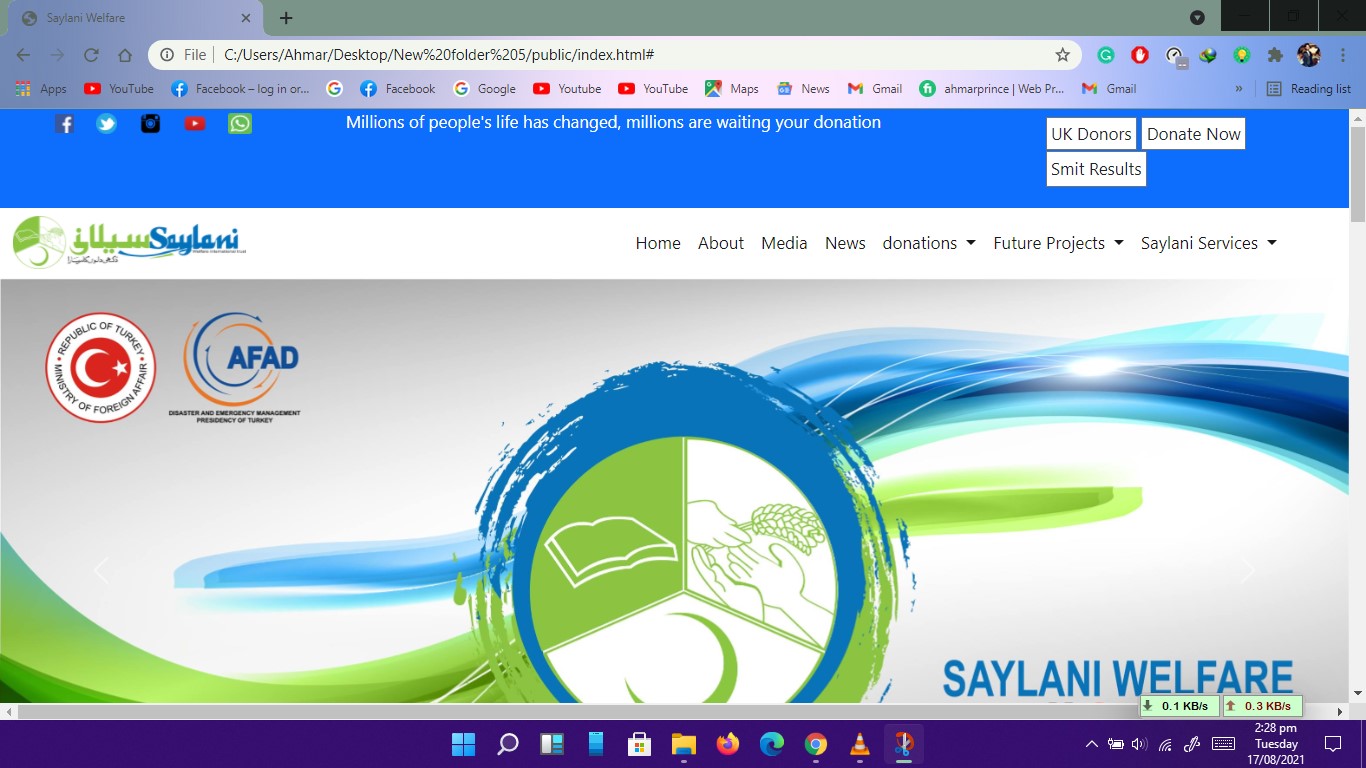 Saylani Welfare
File
C:/Users/Ahmar/Desktop/New%20folder%205/public/index.html#
Apps YouTube Facebook – log in or... Facebook Google Youtube YouTube Maps News Gmail ahmarprince | Web Pr... Gmail » Reading list
Millions of people's life has changed, millions are waiting your donation
UK Donors Donate Now
Smit Results
سیلانی Saylani
Welfare International trust
Home About Media News donations Future Projects Saylani Services
REPUBLIC OF TURKEY
MINISTRY OF FOREIGN AFFAIR
AFAD
DISASTER AND EMERGENCY MANAGEMENT
PRESIDENCY OF TURKEY
SAYLANI WELFARE
0.1 KB/s 0.3 KB/s
2:28 pm
Tuesday
17/08/2021